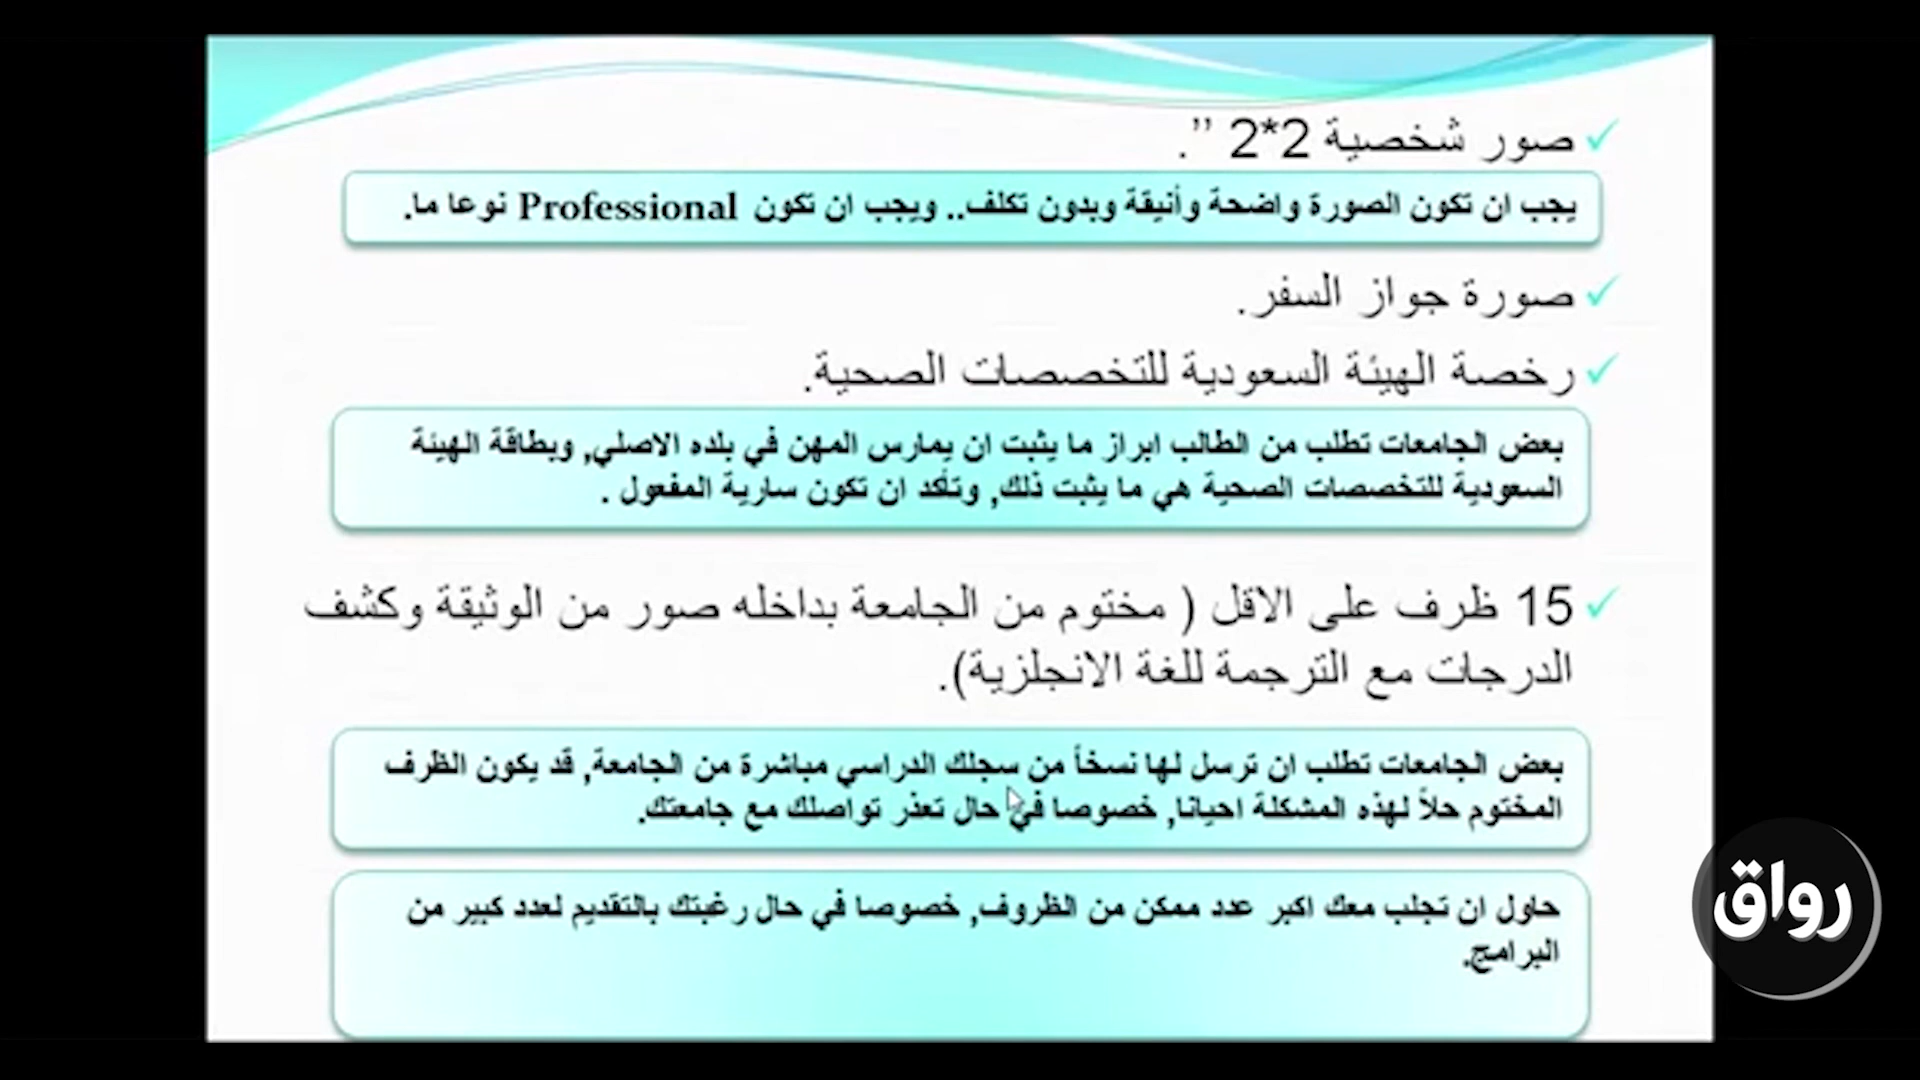 صور شخصية 2*2 ”.
يجب ان تكون الصورة واضحة وأنيقة وبدون تكلف.. ويجب ان تكون Professional نوعا ما.
صورة جواز السفر.
رخصة الهيئة السعودية للتخصصات الصحية.
بعض الجامعات تطلب من الطالب ابراز ما يثبت ان يمارس المهن في بلده الاصلي, وبطاقة الهيئة
السعودية للتخصصات الصحية هي ما يثبت ذلك, وتأكد ان تكون سارية المفعول .
15 ظرف على الاقل ( مختوم من الجامعة بداخله صور من الوثيقة وكشف
الدرجات مع الترجمة للغة الانجلزية).
بعض الجامعات تطلب ان ترسل لها نسخاً من سجلك الدراسي مباشرة من الجامعة, قد يكون الظرف
المختوم حلاً لهذه المشكلة احيانا, خصوصا في حال تعذر تواصلك مع جامعتك.
حاول ان تجلب معك اكبر عدد ممكن من الظروف, خصوصا في حال رغبتك بالتقديم لعدد كبير من
البرامج.
رواق